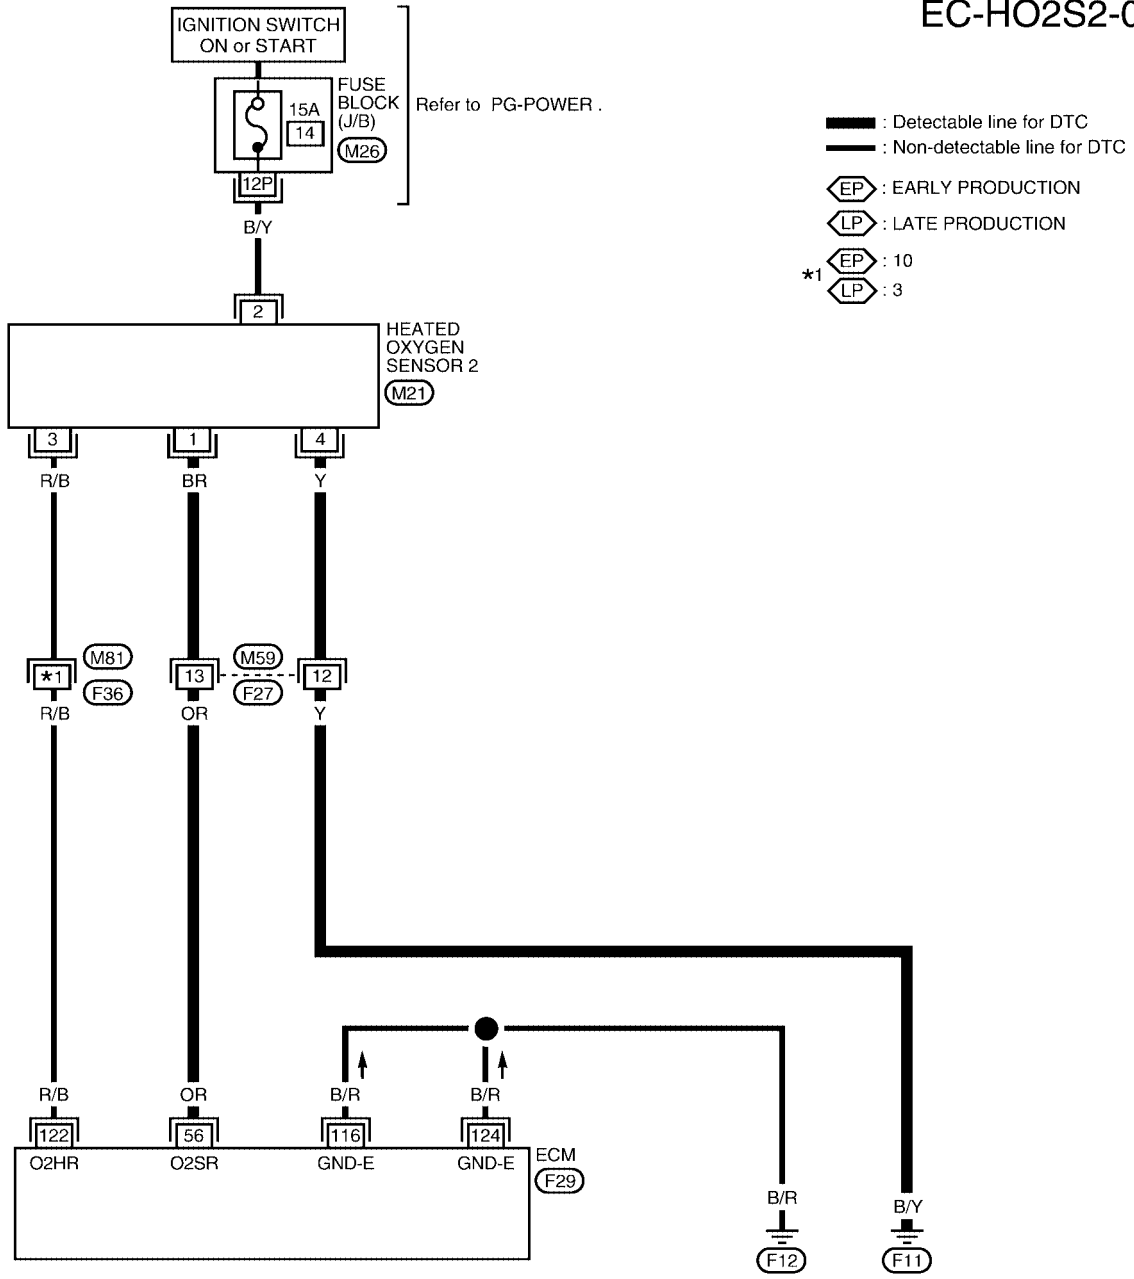 EC-HO2S2-0
IGNITION SWITCH
ON or START
FUSE
BLOCK
(J/B)
M26
15A
14
Refer to PG-POWER .
12P
B/Y
: Detectable line for DTC
: Non-detectable line for DTC
EP : EARLY PRODUCTION
LP : LATE PRODUCTION
*1
EP : 10
LP : 3
2
HEATED
OXYGEN
SENSOR 2
M21
3 1 4
R/B BR Y
M81 M59
*1 13 12
F36 F27
R/B OR Y
R/B OR B/R B/R
122 56 116 124
O2HR O2SR GND-E GND-E
ECM
F29
B/R B/Y
F12 F11